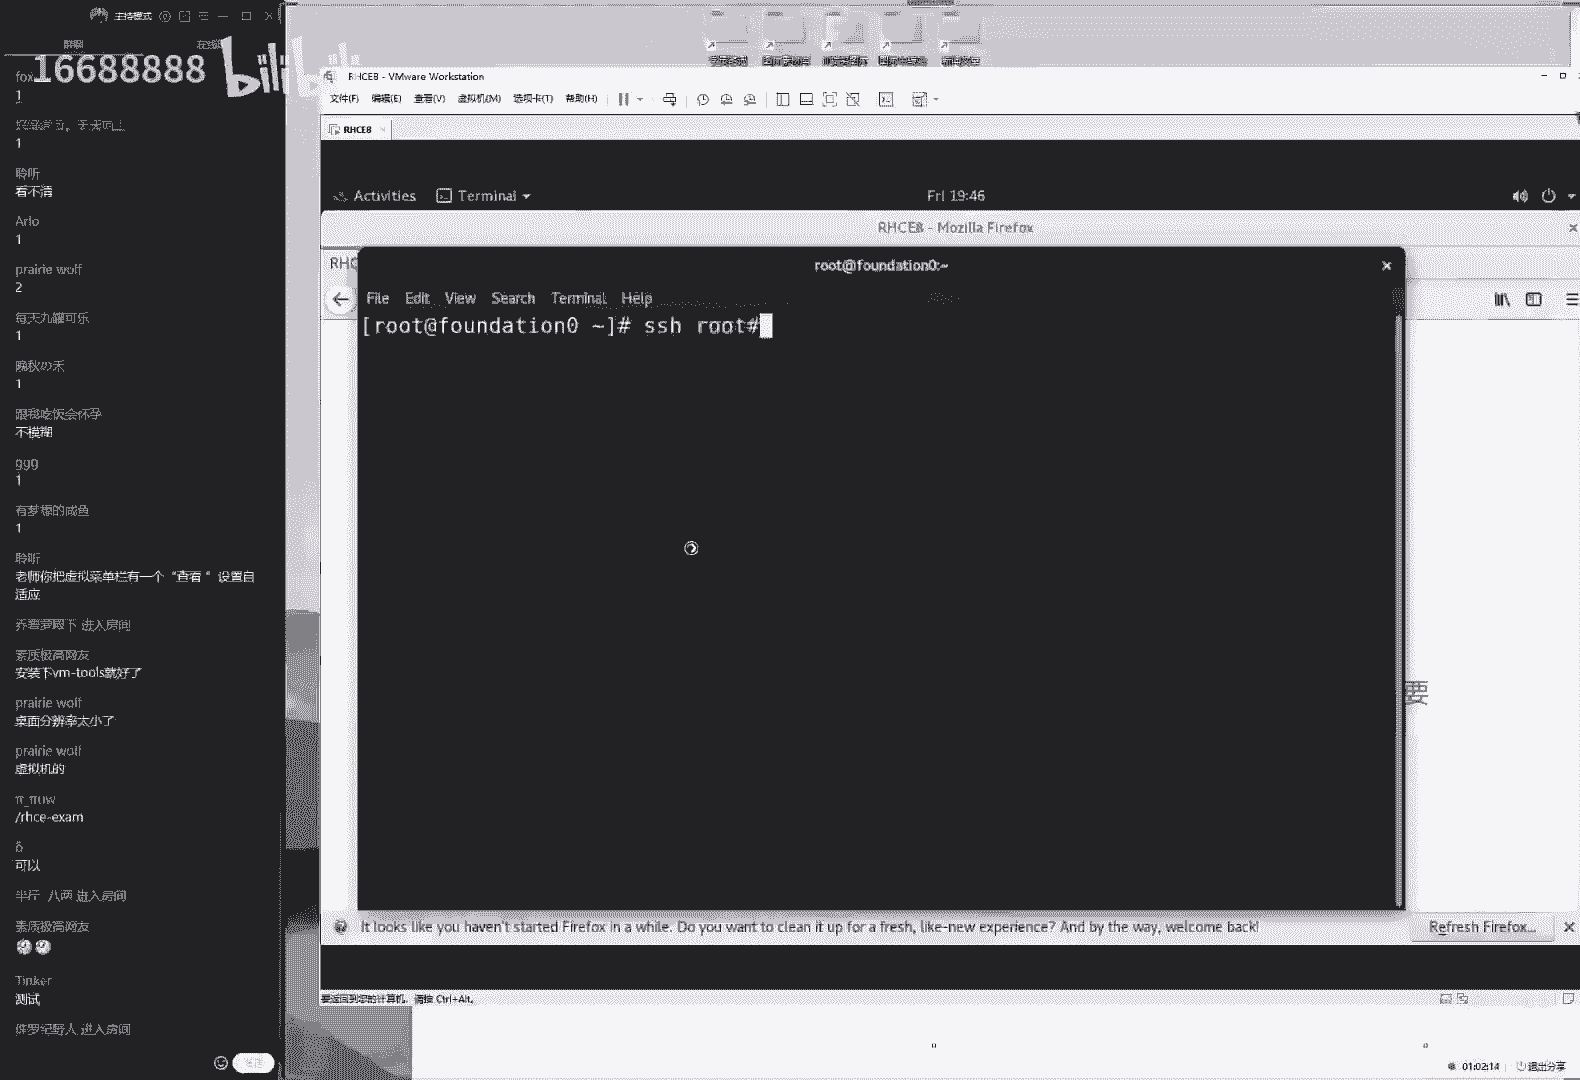 主持模式
群聊
16688888
bilibili
fox
1
1
聆听
看不清
Arlo
1
prairie wolf
2
每天九罐可乐
1
晚秋の禾
1
跟我吃饭会怀孕
不模糊
ggg
1
有梦想的咸鱼
1
聆听
老师你把虚拟菜单栏有一个“查看”设置自
适应
进入房间
素质极高网友
安装下vm-tools就好了
prairie wolf
桌面分辨率太小了
prairie wolf
虚拟机的
/rhce-exam
δ
可以
半斤 八两 进入房间
素质极高网友
Tinker
测试
侏罗纪野人 进入房间
发送
RHCE8 - VMware Workstation
文件(F) 编辑(E) 查看(V) 虚拟机(M) 选项卡(T) 帮助(H)
RHCE8
Activities Terminal Fri 19:46
RHCE8 - Mozilla Firefox
RHC
root@foundation0:~
File Edit View Search Terminal Help
[root@foundation0 ~]# ssh root#
要
It looks like you haven't started Firefox in a while. Do you want to clean it up for a fresh, like-new experience? And by the way, welcome back!
Refresh Firefox...
要返回到您的计算机，请按 Ctrl+Alt。
01:02:14 退出分享